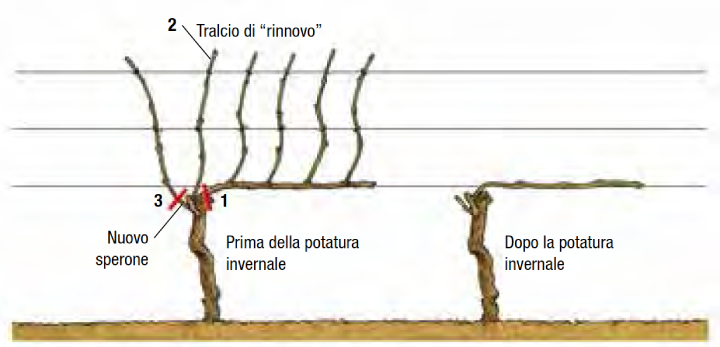 2 Tralcio di “rinnovo”
3
1
Nuovo
sperone
Prima della potatura
invernale
Dopo la potatura
invernale